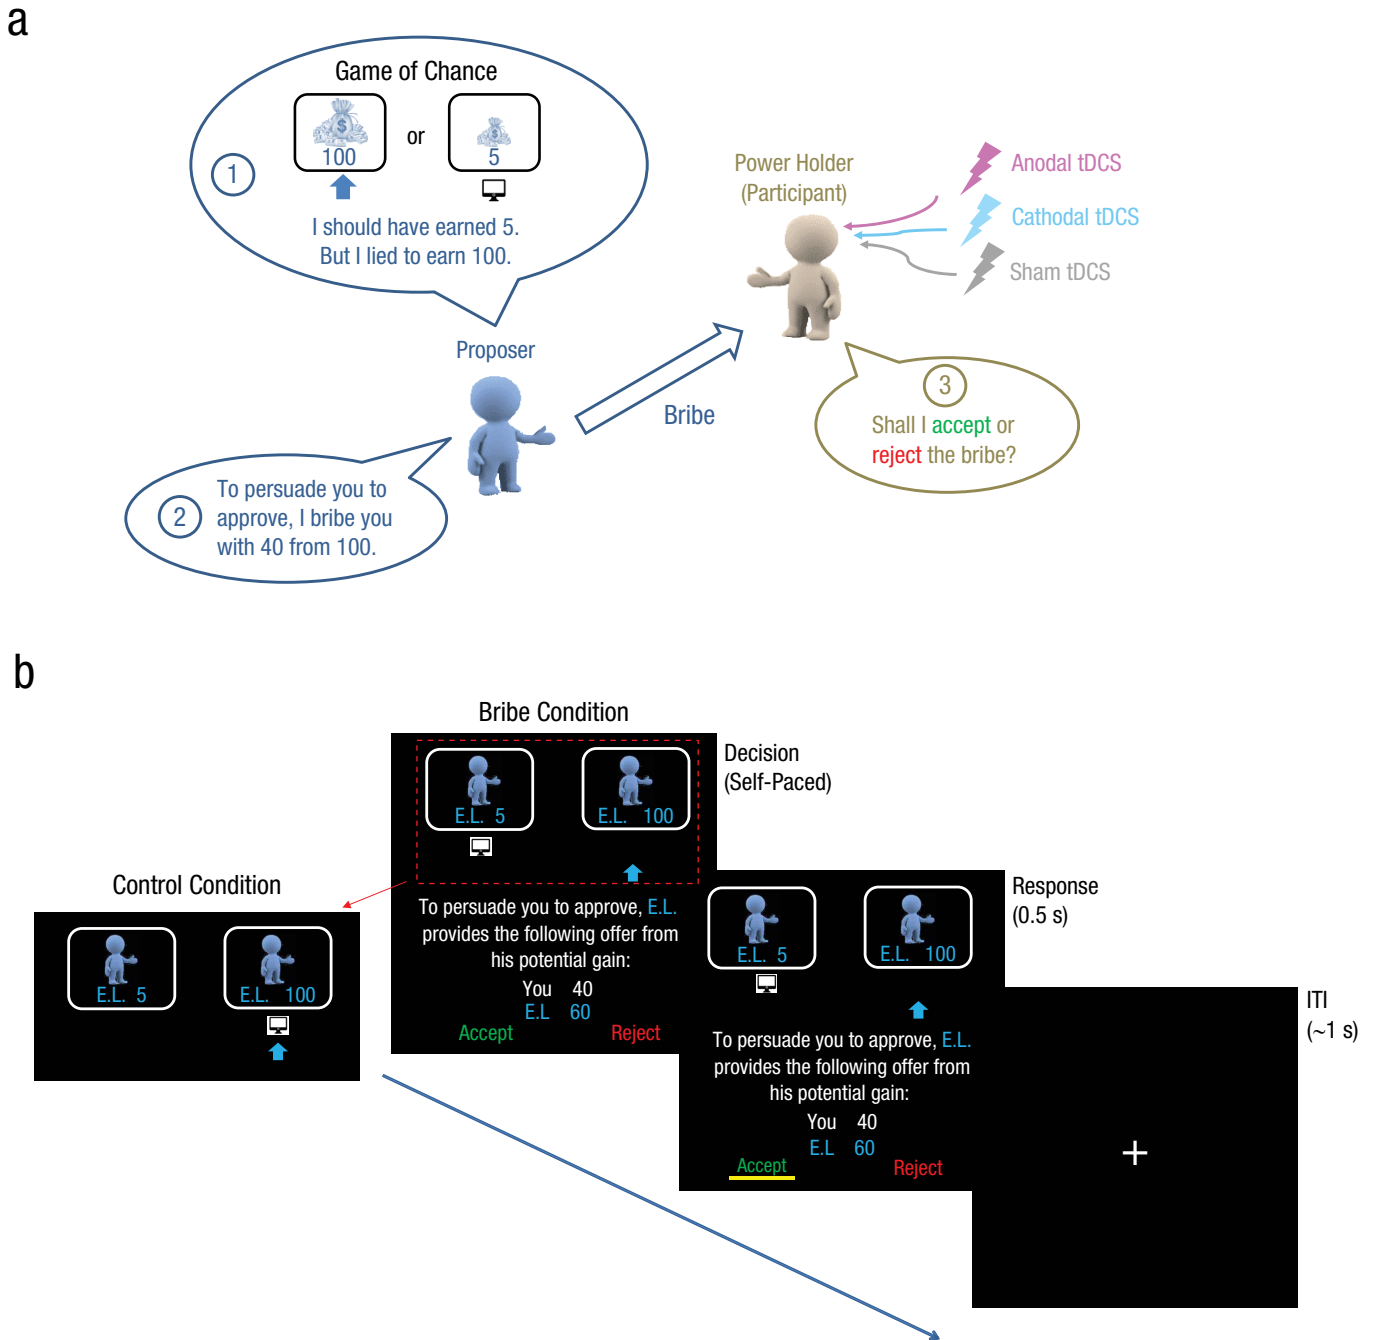 a
Game of Chance
$
$
100
or
5
1
I should have earned 5.
But I lied to earn 100.
Proposer
2
To persuade you to
approve, I bribe you
with 40 from 100.
Bribe
Power Holder
(Participant)
Anodal tDCS
Cathodal tDCS
Sham tDCS
3
Shall I accept or
reject the bribe?
b
Control Condition
E.L. 5
E.L. 100
Bribe Condition
E.L. 5
E.L. 100
To persuade you to approve, E.L.
provides the following offer from
his potential gain:
You 40
E.L 60
Accept
Reject
Decision
(Self-Paced)
E.L. 5
E.L. 100
To persuade you to approve, E.L.
provides the following offer from
his potential gain:
You 40
E.L 60
Accept
Reject
Response
(0.5 s)
+
ITI
(~1 s)